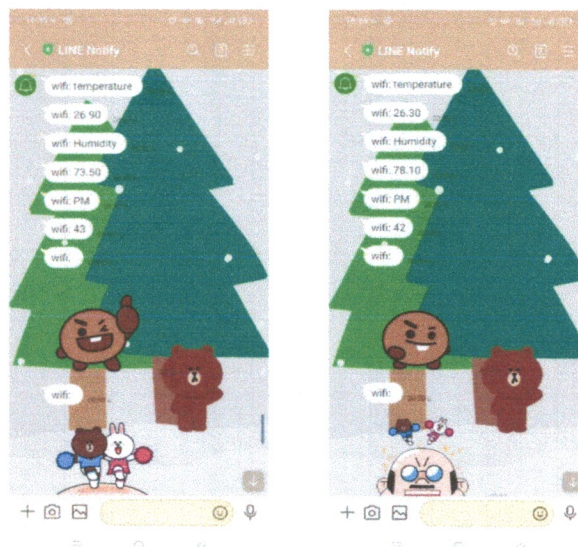 LINE Notify
wifi: temperature
wifi: 26.90
wifi: Humidity
wifi: 73.50
wifi: PM
wifi: 43
wifi:
wifi:
LINE Notify
wifi: temperature
wifi: 26.30
wifi: Humidity
wifi: 78.10
wifi: PM
wifi: 42
wifi:
wifi: